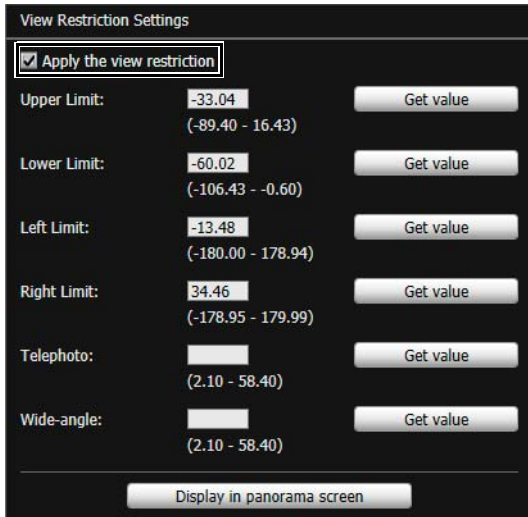 View Restriction Settings
Apply the view restriction
Upper Limit: -33.04 Get value
(-89.40 - 16.43)
Lower Limit: -60.02 Get value
(-106.43 - -0.60)
Left Limit: -13.48 Get value
(-180.00 - 178.94)
Right Limit: 34.46 Get value
(-178.95 - 179.99)
Telephoto: Get value
(2.10 - 58.40)
Wide-angle: Get value
(2.10 - 58.40)
Display in panorama screen